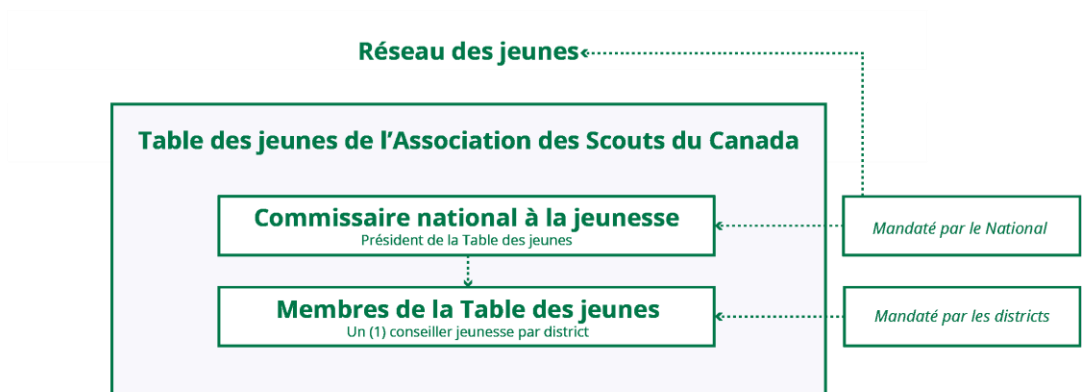 Réseau des jeunes
Table des jeunes de l’Association des Scouts du Canada
Commissaire national à la jeunesse
Président de la Table des jeunes
Mandaté par le National
Membres de la Table des jeunes
Un (1) conseiller jeunesse par district
Mandaté par les districts